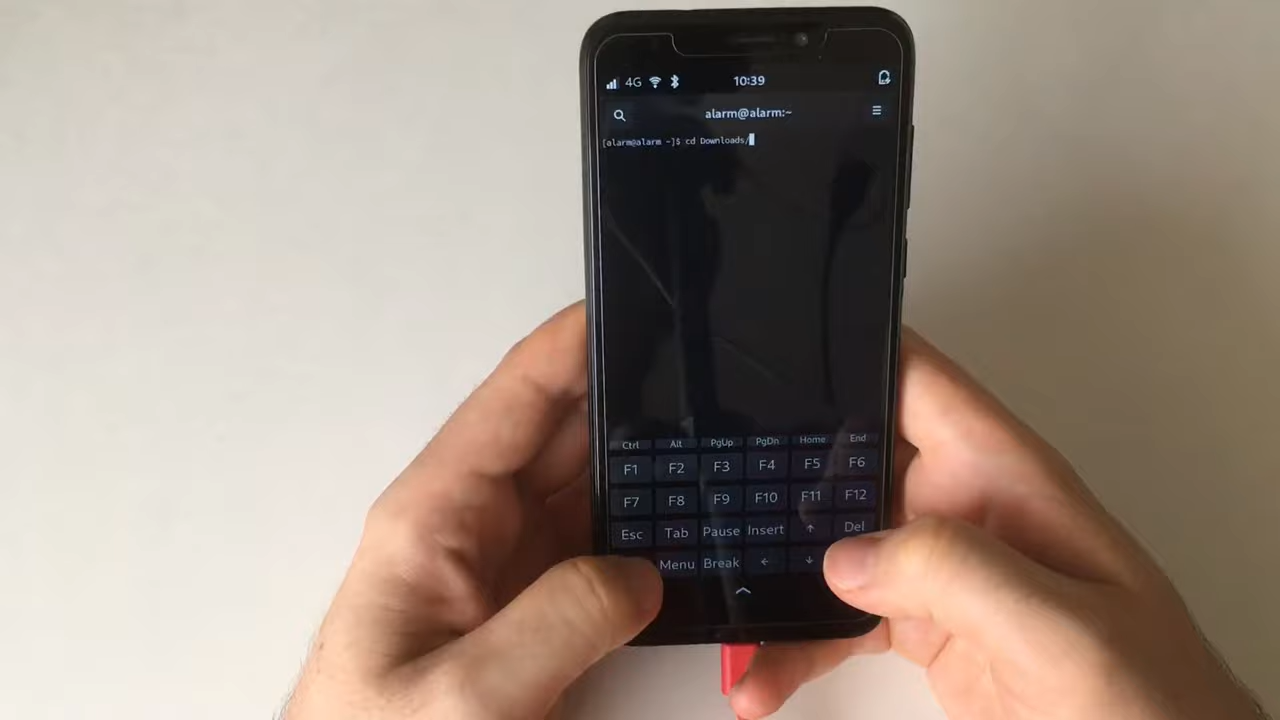 4G 10:39
alarm@alarm:~
[alarm@alarm ~]$ cd Downloads/
Ctrl Alt PgUp PgDn Home End
F1 F2 F3 F4 F5 F6
F7 F8 F9 F10 F11 F12
Esc Tab Pause Insert ↑ Del
Menu Break ← ↓